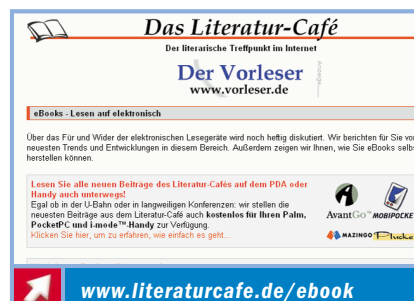 Das Literatur-Café
Der literarische Treffpunkt im Internet
Der Vorleser
www.vorleser.de
Anzeige
eBooks - Lesen auf elektronisch
Über das Für und Wider der elektronischen Lesegeräte wird noch heftig diskutiert. Wir berichten für Sie
neuesten Trends und Entwicklungen in diesem Bereich. Außerdem zeigen wir Ihnen, wie Sie eBooks
herstellen können.
Lesen Sie alle neuen Beiträge des Literatur-Cafés auf dem PDA oder
Handy auch unterwegs!
Egal ob in der U-Bahn oder in langweiligen Konferenzen: wir stellen die
neuesten Beiträge aus dem Literatur-Café auch kostenlos für Ihren Palm,
PocketPC und i-mode™-Handy zur Verfügung.
Klicken Sie hier, um zu erfahren, wie einfach es geht...
AvantGo™ MOBIPOCKE
MAZINGO Plucke
www.literaturcafe.de/ebook